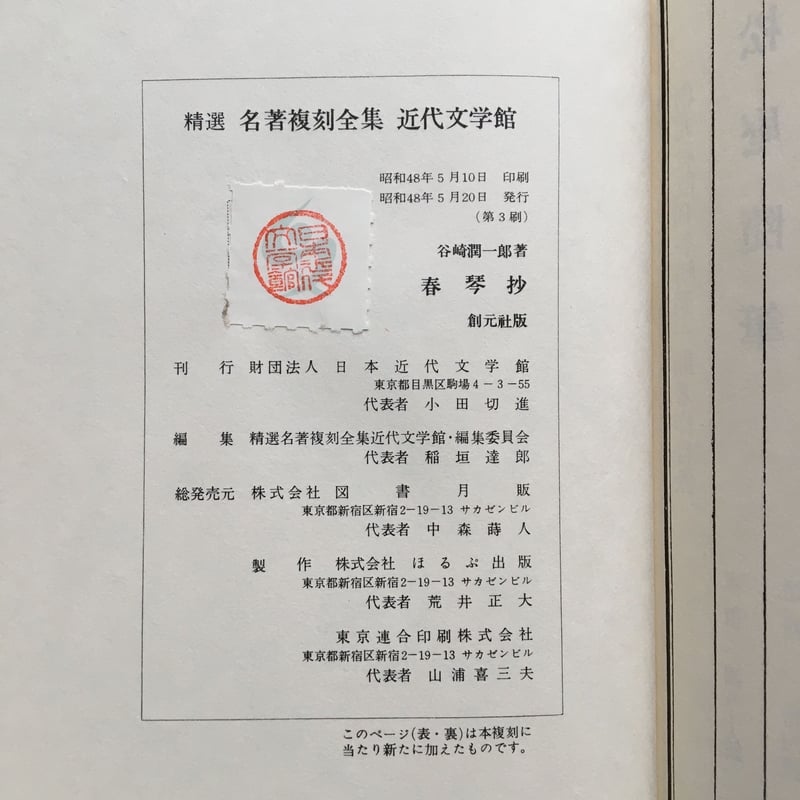 精選 名著複刻全集 近代文学館
昭和48年5月10日 印刷
昭和48年5月20日 発行
(第3刷)
谷崎潤一郎著
春琴抄
創元社版
刊行 財団法人 日本近代文学館
東京都目黒区駒場4-3-55
代表者 小田切進
編集 精選名著複刻全集近代文学館・編集委員会
代表者 稲垣達郎
総発売元 株式会社 図書月販
東京都新宿区新宿2-19-13 サカゼンビル
代表者 中森蒔人
製作 株式会社 ほるぷ出版
東京都新宿区新宿2-19-13 サカゼンビル
代表者 荒井正大
東京連合印刷株式会社
東京都新宿区新宿2-19-13 サカゼンビル
代表者 山浦喜三夫
このページ(表・裏)は本複刻に
当たり新たに加えたものです。